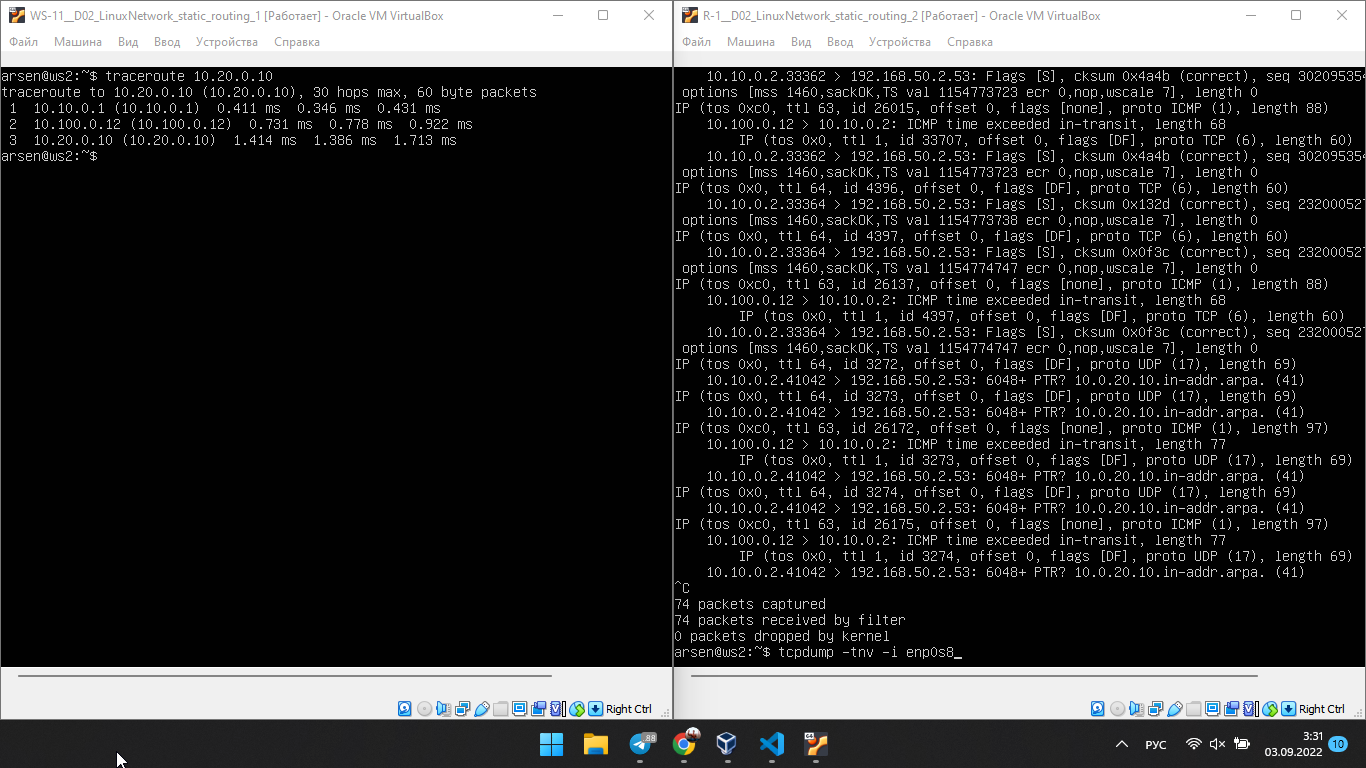 WS-11__D02_LinuxNetwork_static_routing_1 [Работает] - Oracle VM VirtualBox
Файл Машина Вид Ввод Устройства Справка
arsen@ws2:~$ traceroute 10.20.0.10
traceroute to 10.20.0.10 (10.20.0.10), 30 hops max, 60 byte packets
1 10.10.0.1 (10.10.0.1) 0.411 ms 0.346 ms 0.431 ms
2 10.100.0.12 (10.100.0.12) 0.731 ms 0.778 ms 0.922 ms
3 10.20.0.10 (10.20.0.10) 1.414 ms 1.386 ms 1.713 ms
arsen@ws2:~$
Right Ctrl
R-1__D02_LinuxNetwork_static_routing_2 [Работает] - Oracle VM VirtualBox
Файл Машина Вид Ввод Устройства Справка
10.10.0.2.33362 > 192.168.50.2.53: Flags [S], cksum 0x4a4b (correct), seq 302095354
options [mss 1460,sackOK,TS val 1154773723 ecr 0,nop,wscale 7], length 0
IP (tos 0xc0, ttl 63, id 26015, offset 0, flags [none], proto ICMP (1), length 88)
10.100.0.12 > 10.10.0.2: ICMP time exceeded in-transit, length 68
IP (tos 0x0, ttl 1, id 33707, offset 0, flags [DF], proto TCP (6), length 60)
10.10.0.2.33362 > 192.168.50.2.53: Flags [S], cksum 0x4a4b (correct), seq 302095354
options [mss 1460,sackOK,TS val 1154773723 ecr 0,nop,wscale 7], length 0
IP (tos 0x0, ttl 64, id 4396, offset 0, flags [DF], proto TCP (6), length 60)
10.10.0.2.33364 > 192.168.50.2.53: Flags [S], cksum 0x132d (correct), seq 232000527
options [mss 1460,sackOK,TS val 1154773738 ecr 0,nop,wscale 7], length 0
IP (tos 0x0, ttl 64, id 4397, offset 0, flags [DF], proto TCP (6), length 60)
10.10.0.2.33364 > 192.168.50.2.53: Flags [S], cksum 0x0f3c (correct), seq 232000527
options [mss 1460,sackOK,TS val 1154774747 ecr 0,nop,wscale 7], length 0
IP (tos 0xc0, ttl 63, id 26137, offset 0, flags [none], proto ICMP (1), length 88)
10.100.0.12 > 10.10.0.2: ICMP time exceeded in-transit, length 68
IP (tos 0x0, ttl 1, id 4397, offset 0, flags [DF], proto TCP (6), length 60)
10.10.0.2.33364 > 192.168.50.2.53: Flags [S], cksum 0x0f3c (correct), seq 232000527
options [mss 1460,sackOK,TS val 1154774747 ecr 0,nop,wscale 7], length 0
IP (tos 0x0, ttl 64, id 3272, offset 0, flags [DF], proto UDP (17), length 69)
10.10.0.2.41042 > 192.168.50.2.53: 6048+ PTR? 10.0.20.10.in-addr.arpa. (41)
IP (tos 0x0, ttl 64, id 3273, offset 0, flags [DF], proto UDP (17), length 69)
10.10.0.2.41042 > 192.168.50.2.53: 6048+ PTR? 10.0.20.10.in-addr.arpa. (41)
IP (tos 0xc0, ttl 63, id 26172, offset 0, flags [none], proto ICMP (1), length 97)
10.100.0.12 > 10.10.0.2: ICMP time exceeded in-transit, length 77
IP (tos 0x0, ttl 1, id 3273, offset 0, flags [DF], proto UDP (17), length 69)
10.10.0.2.41042 > 192.168.50.2.53: 6048+ PTR? 10.0.20.10.in-addr.arpa. (41)
IP (tos 0x0, ttl 64, id 3274, offset 0, flags [DF], proto UDP (17), length 69)
10.10.0.2.41042 > 192.168.50.2.53: 6048+ PTR? 10.0.20.10.in-addr.arpa. (41)
IP (tos 0xc0, ttl 63, id 26175, offset 0, flags [none], proto ICMP (1), length 97)
10.100.0.12 > 10.10.0.2: ICMP time exceeded in-transit, length 77
IP (tos 0x0, ttl 1, id 3274, offset 0, flags [DF], proto UDP (17), length 69)
10.10.0.2.41042 > 192.168.50.2.53: 6048+ PTR? 10.0.20.10.in-addr.arpa. (41)
^C
74 packets captured
74 packets received by filter
0 packets dropped by kernel
arsen@ws2:~$ tcpdump -tnv -i enp0s8_
Right Ctrl
.88
РУС
3:31
03.09.2022
10